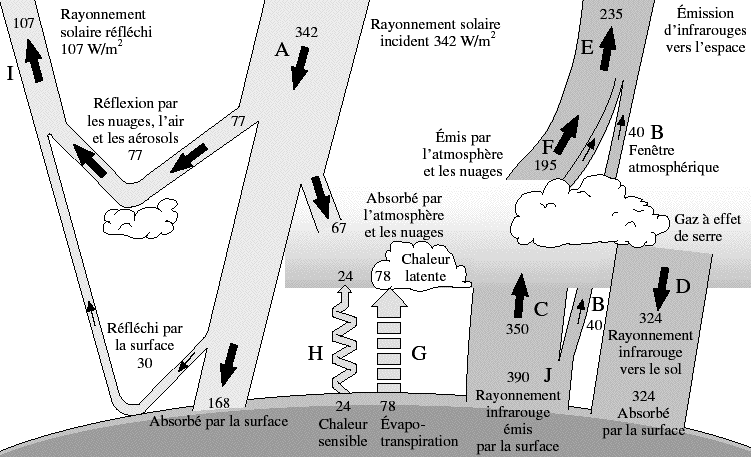 107
Rayonnement
solaire réfléchi
107 W/m²
I
A
342
Rayonnement solaire
incident 342 W/m²
235
E
Émission
d'infrarouges
vers l'espace
Réflexion par
les nuages, l'air
et les aérosols
77
77
Émis par
l'atmosphère
et les nuages
F
195
40 B
Fenêtre
atmosphérique
67
Absorbé par
l'atmosphère
et les nuages
Gaz à effet
de serre
24
78
Chaleur
latente
C
350
B
40
D
324
Rayonnement
infrarouge
vers le sol
Réfléchi par
la surface
30
H
G
390
J
Rayonnement
infrarouge
émis
par la surface
324
Absorbé
par la surface
168
Absorbé par la surface
24
Chaleur
sensible
78
Évapo-
transpiration